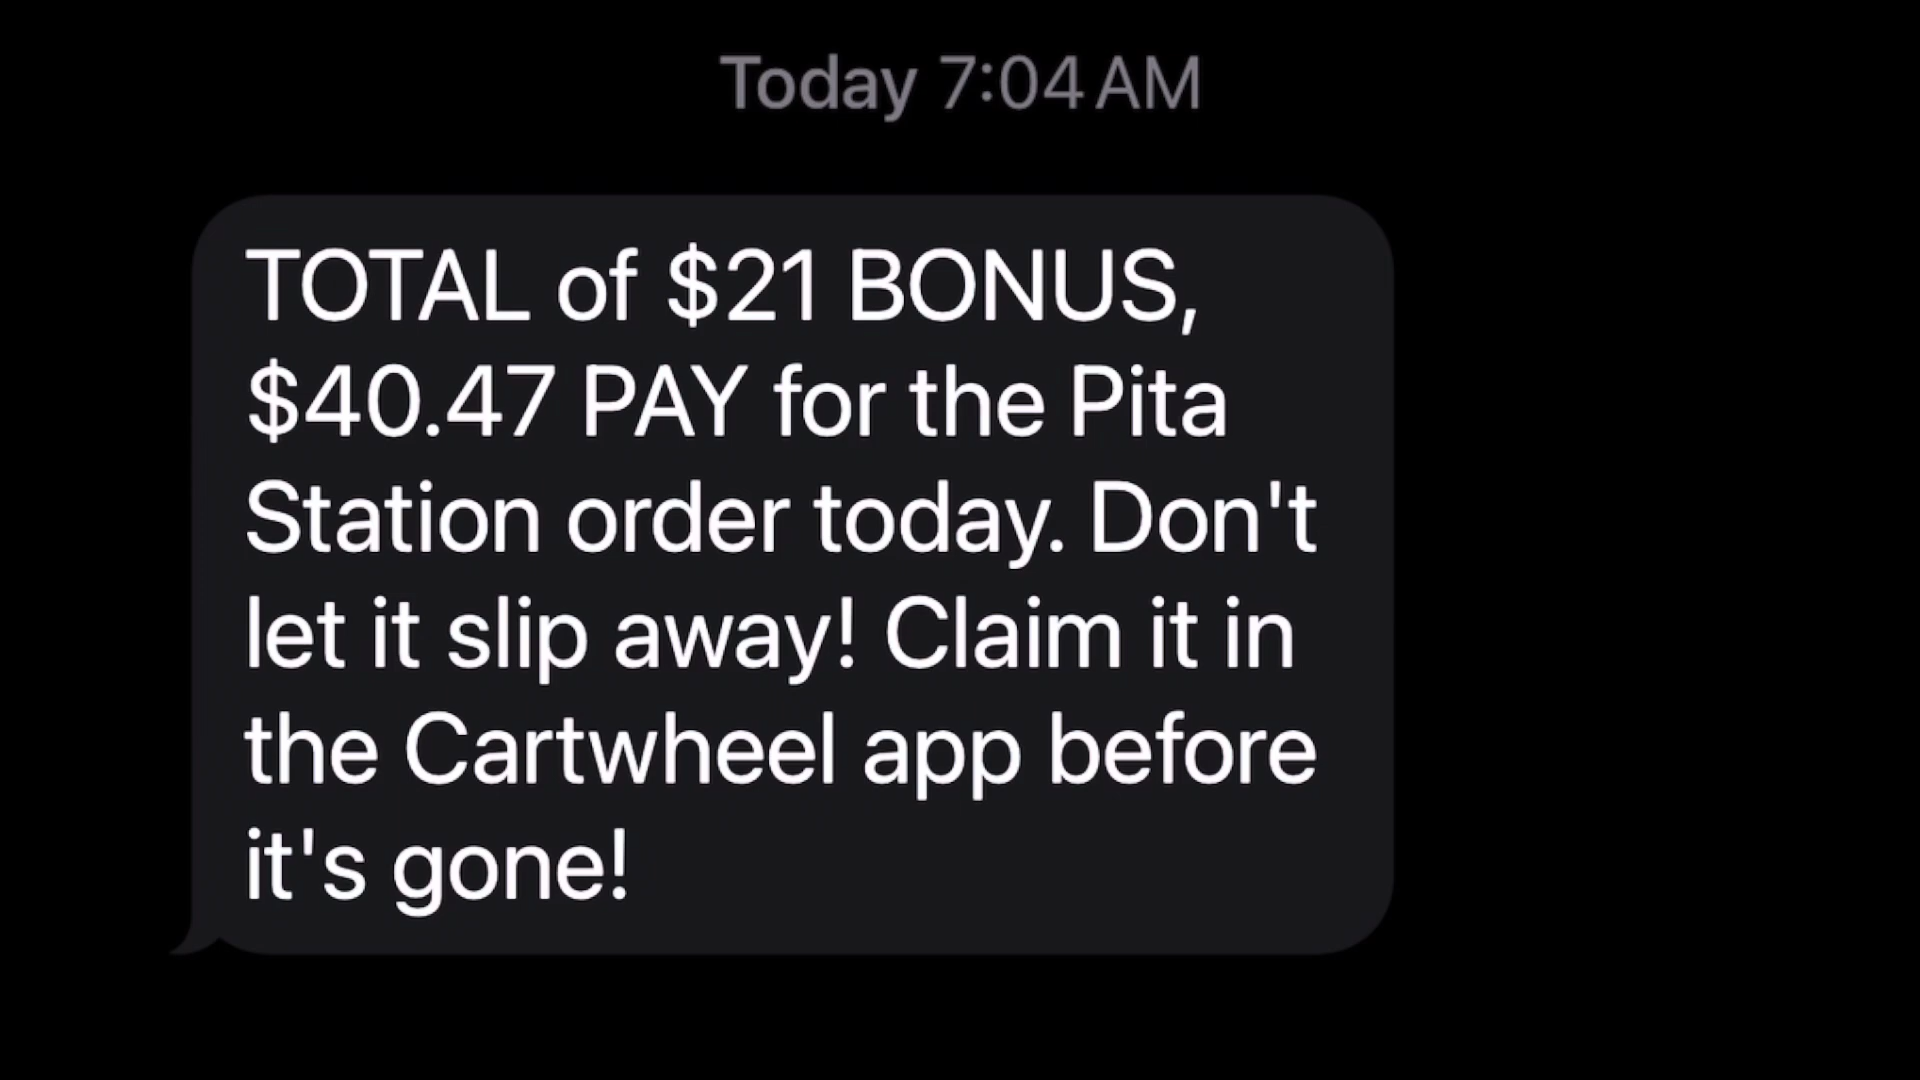 Today 7:04 AM
TOTAL of $21 BONUS,
$40.47 PAY for the Pita
Station order today. Don't
let it slip away! Claim it in
the Cartwheel app before
it's gone!